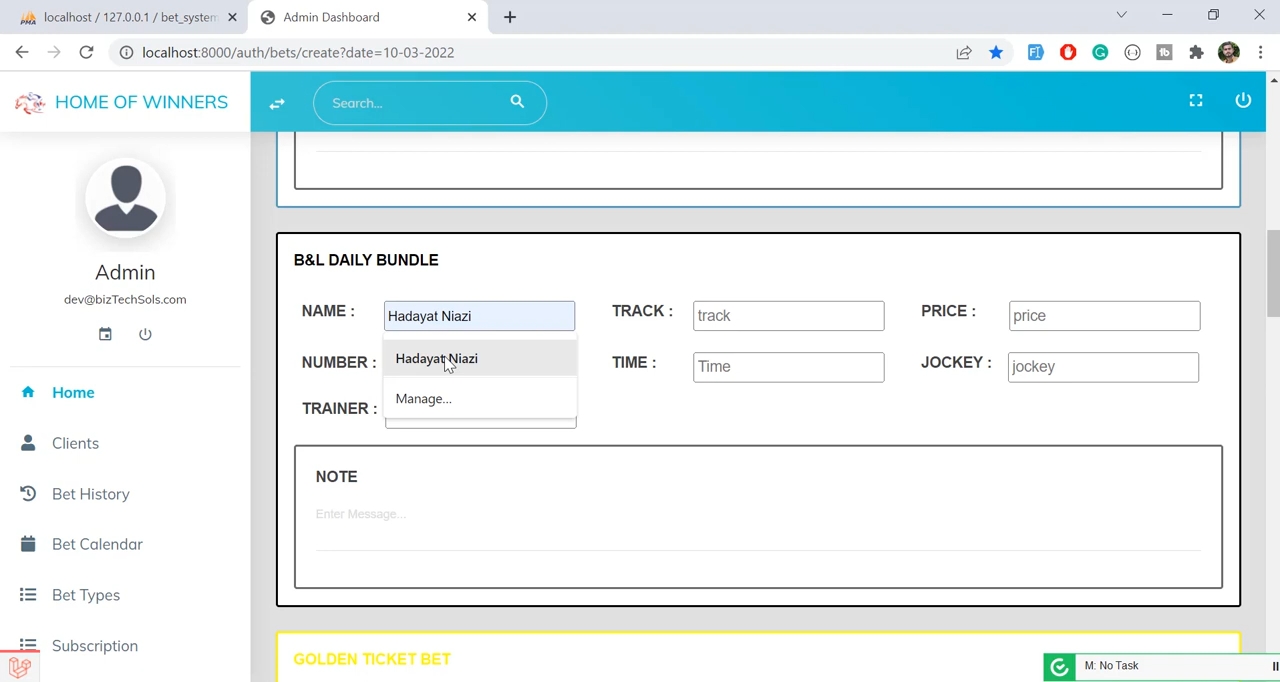 localhost / 127.0.0.1 / bet_system
Admin Dashboard
localhost:8000/auth/bets/create?date=10-03-2022
HOME OF WINNERS
Search...
Admin
dev@bizTechSols.com
Home
Clients
Bet History
Bet Calendar
Bet Types
Subscription
B&L DAILY BUNDLE
NAME : Hadayat Niazi TRACK : track PRICE : price
NUMBER : Hadayat Niazi TIME : Time JOCKEY : jockey
Manage...
TRAINER :
NOTE
Enter Message...
GOLDEN TICKET BET
M: No Task